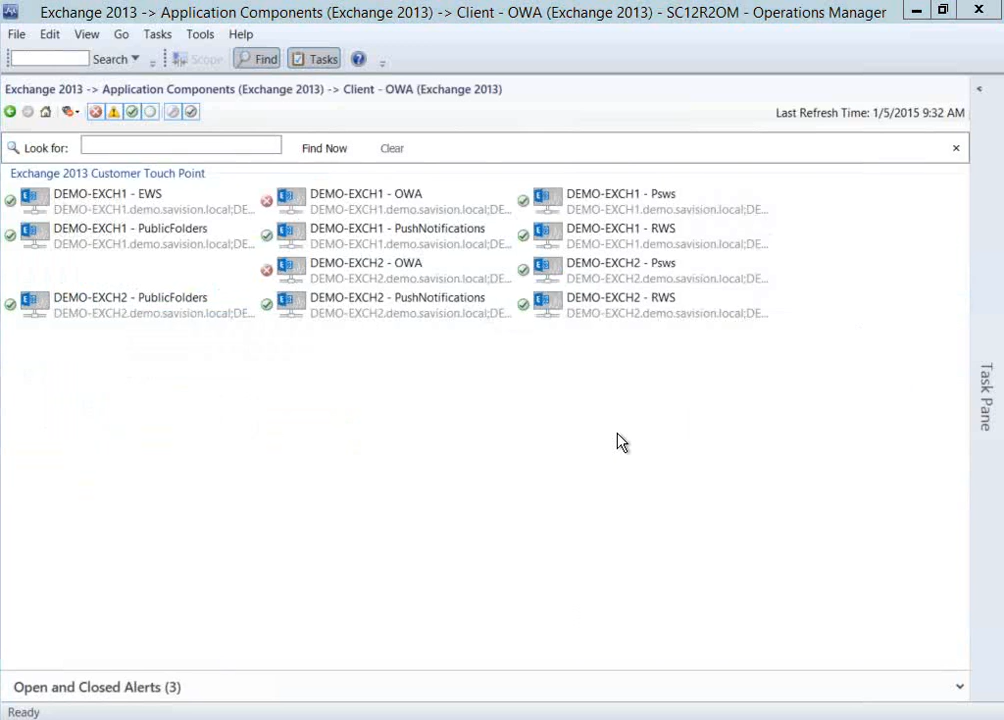 Exchange 2013 -> Application Components (Exchange 2013) -> Client - OWA (Exchange 2013) - SC12R2OM - Operations Manager
File Edit View Go Tasks Tools Help
Search Scope Find Tasks
Exchange 2013 -> Application Components (Exchange 2013) -> Client - OWA (Exchange 2013)
Last Refresh Time: 1/5/2015 9:32 AM
Look for: Find Now Clear
Exchange 2013 Customer Touch Point
DEMO-EXCH1 - EWS DEMO-EXCH1 - OWA DEMO-EXCH1 - Psws
DEMO-EXCH1.demo.savision.local;DE... DEMO-EXCH1.demo.savision.local;DE... DEMO-EXCH1.demo.savision.local;DE...
DEMO-EXCH1 - PublicFolders DEMO-EXCH1 - PushNotifications DEMO-EXCH1 - RWS
DEMO-EXCH1.demo.savision.local;DE... DEMO-EXCH1.demo.savision.local;DE... DEMO-EXCH1.demo.savision.local;DE...
DEMO-EXCH2 - OWA DEMO-EXCH2 - Psws
DEMO-EXCH2.demo.savision.local;DE... DEMO-EXCH2.demo.savision.local;DE...
DEMO-EXCH2 - PublicFolders DEMO-EXCH2 - PushNotifications DEMO-EXCH2 - RWS
DEMO-EXCH2.demo.savision.local;DE... DEMO-EXCH2.demo.savision.local;DE... DEMO-EXCH2.demo.savision.local;DE...
Task Pane
Open and Closed Alerts (3)
Ready